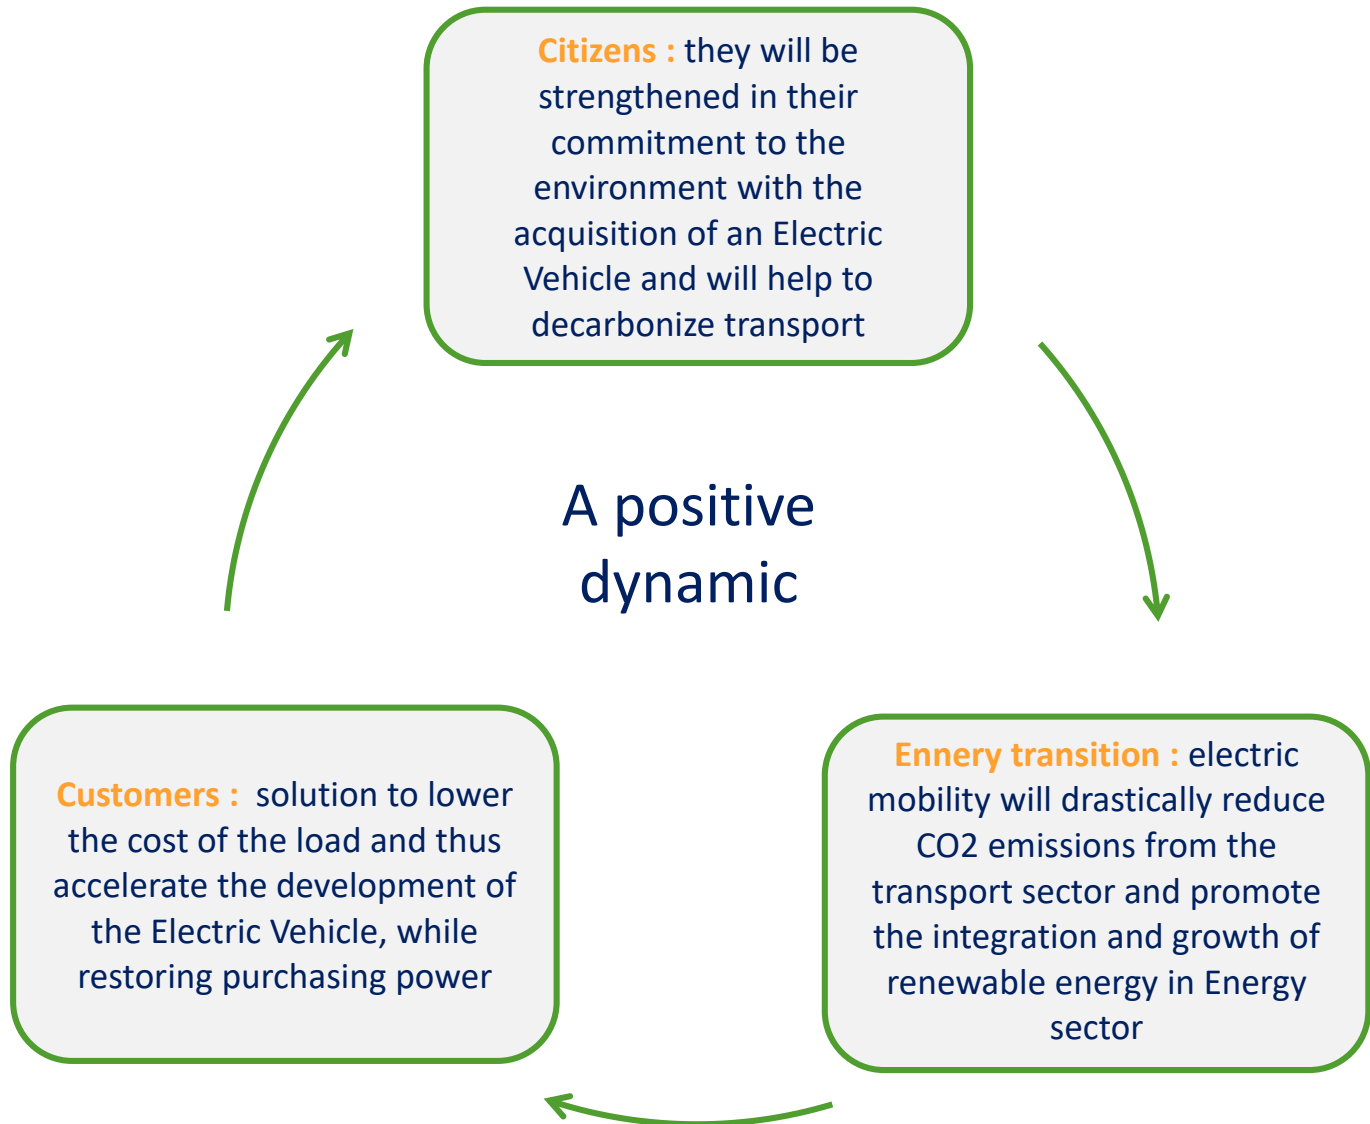 Citizens : they will be
strengthened in their
commitment to the
environment with the
acquisition of an Electric
Vehicle and will help to
decarbonize transport
A positive
dynamic
Customers : solution to lower
the cost of the load and thus
accelerate the development of
the Electric Vehicle, while
restoring purchasing power
Ennery transition : electric
mobility will drastically reduce
CO2 emissions from the
transport sector and promote
the integration and growth of
renewable energy in Energy
sector